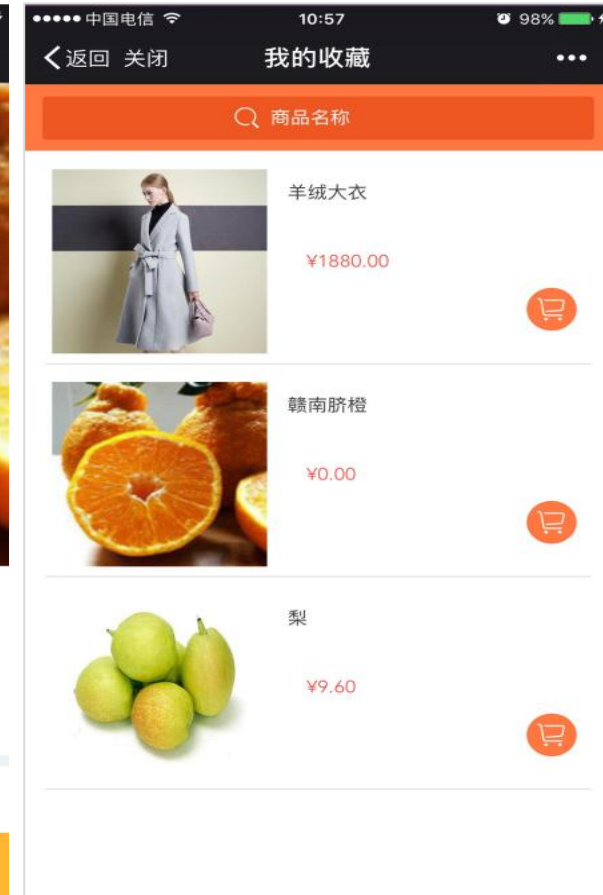 中国电信 10:57 98%
返回 关闭 我的收藏
商品名称
羊绒大衣
¥1880.00
赣南脐橙
¥0.00
梨
¥9.60